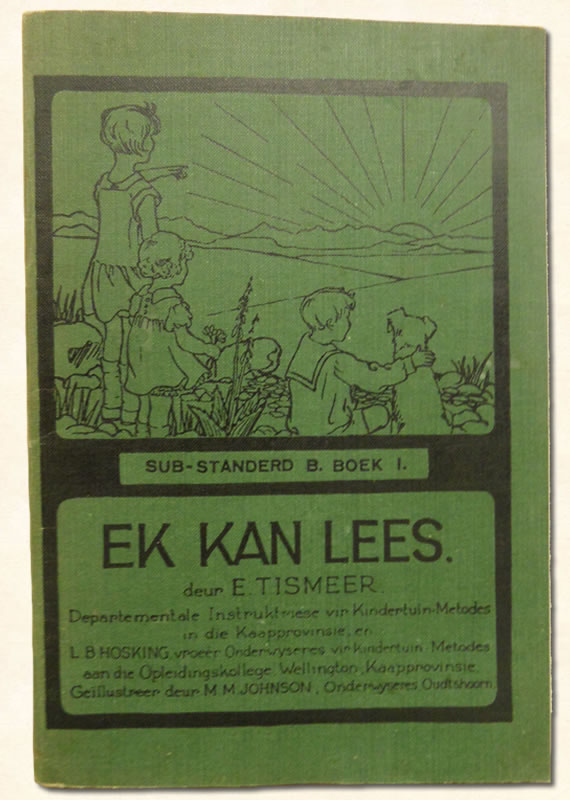 SUB-STANDERD B. BOEK I.
EK KAN LEES.
deur E. TISMEER.
Departementale Instruktriese vir Kindertuin-Metodes
in die Kaapprovinsie, en
L. B. HOSKING, vroeër Onderwyseres vir Kindertuin-Metodes
aan die Opleidingskollege, Wellington, Kaapprovinsie.
Geïllustreer deur M. M. JOHNSON, Onderwyseres Oudtshoorn